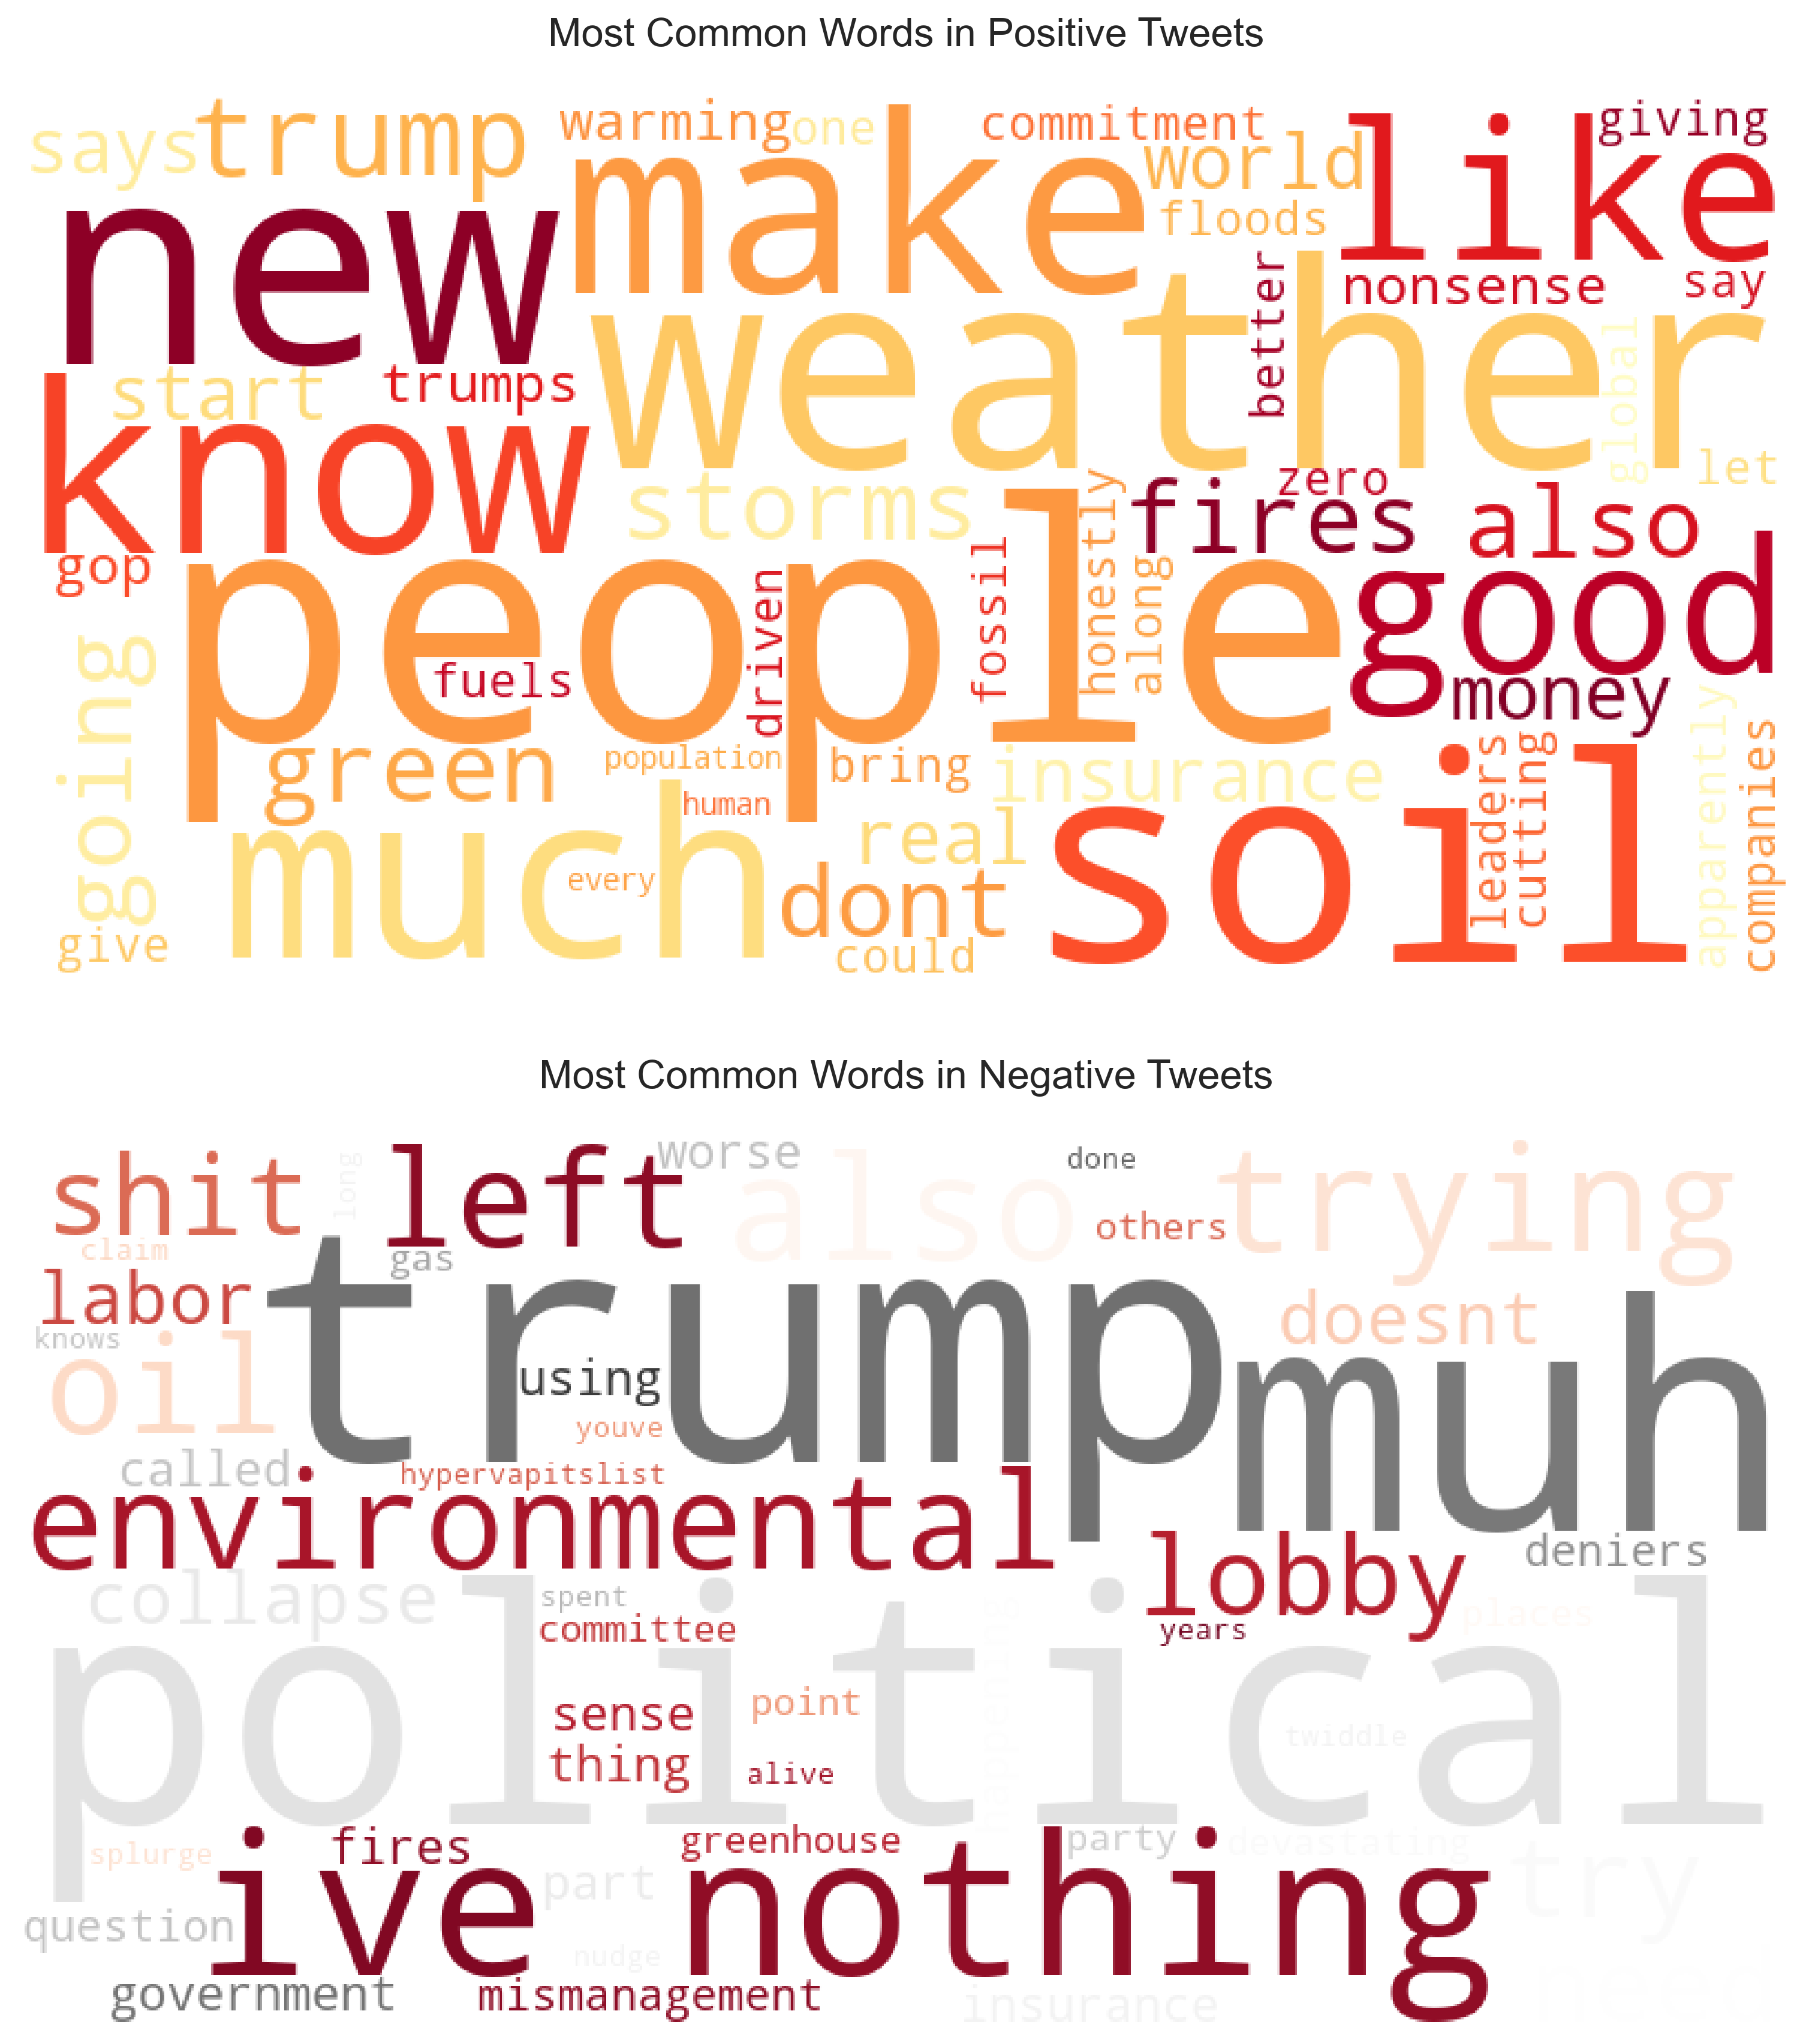 Most Common Words in Positive Tweets
says trump warming one commitment world like giving
new make floods
nonsense say
weather better global
start trumps
know storms honestly fires zero also let
gop
people driven fossil along good
going fuels money
green population bring insurance leaders cutting apparently companies
much human real soil
every dont
give could
Most Common Words in Negative Tweets
shit long left worse also done trying
claim gas others
labor trump doesnt
knows oil using muh
youve
called hypervapitslist
environmental lobby deniers
collapse spent places
committee years
political
sense point
thing alive twiddle
splurge fires greenhouse party devastating
ive part nothing try
question nudge
government mismanagement insurance